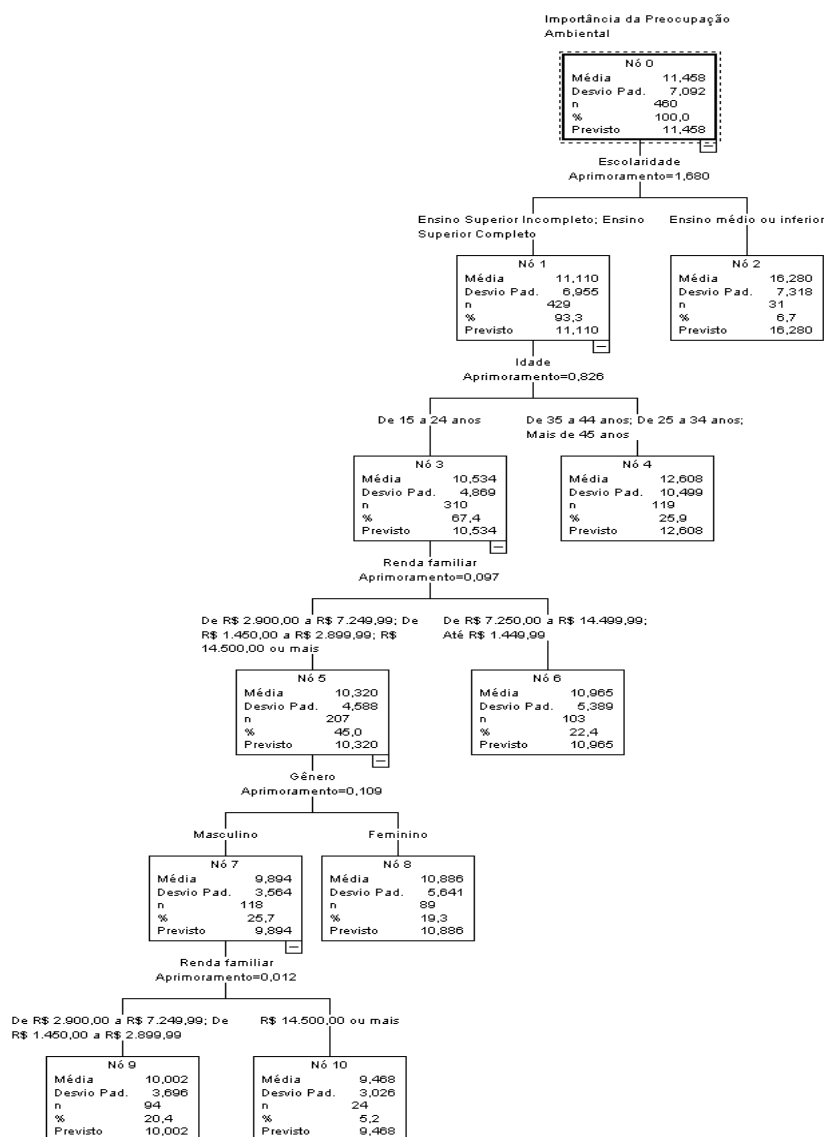 Importância da Preocupação
Ambiental
Nó 0
Média 11,458
Desvio Pad. 7,092
n 460
% 100,0
Previsto 11,458
Escolaridade
Aprimoramento=1,680
Ensino Superior Incompleto; Ensino
Superior Completo
Ensino médio ou inferior
Nó 1
Média 11,110
Desvio Pad. 6,955
n 429
% 93,3
Previsto 11,110
Nó 2
Média 16,280
Desvio Pad. 7,318
n 31
% 6,7
Previsto 16,280
Idade
Aprimoramento=0,826
De 15 a 24 anos
De 35 a 44 anos; De 25 a 34 anos;
Mais de 45 anos
Nó 3
Média 10,534
Desvio Pad. 4,869
n 310
% 67,4
Previsto 10,534
Nó 4
Média 12,608
Desvio Pad. 10,499
n 119
% 25,9
Previsto 12,608
Renda familiar
Aprimoramento=0,097
De R$ 2.900,00 a R$ 7.249,99; De
R$ 1.450,00 a R$ 2.899,99; R$
14.500,00 ou mais
De R$ 7.250,00 a R$ 14.499,99;
Até R$ 1.449,99
Nó 5
Média 10,320
Desvio Pad. 4,588
n 207
% 45,0
Previsto 10,320
Nó 6
Média 10,965
Desvio Pad. 5,389
n 103
% 22,4
Previsto 10,965
Gênero
Aprimoramento=0,109
Masculino
Feminino
Nó 7
Média 9,894
Desvio Pad. 3,564
n 118
% 25,7
Previsto 9,894
Nó 8
Média 10,886
Desvio Pad. 5,641
n 89
% 19,3
Previsto 10,886
Renda familiar
Aprimoramento=0,012
De R$ 2.900,00 a R$ 7.249,99; De
R$ 1.450,00 a R$ 2.899,99
R$ 14.500,00 ou mais
Nó 9
Média 10,002
Desvio Pad. 3,696
n 94
% 20,4
Previsto 10,002
Nó 10
Média 9,468
Desvio Pad. 3,026
n 24
% 5,2
Previsto 9,468